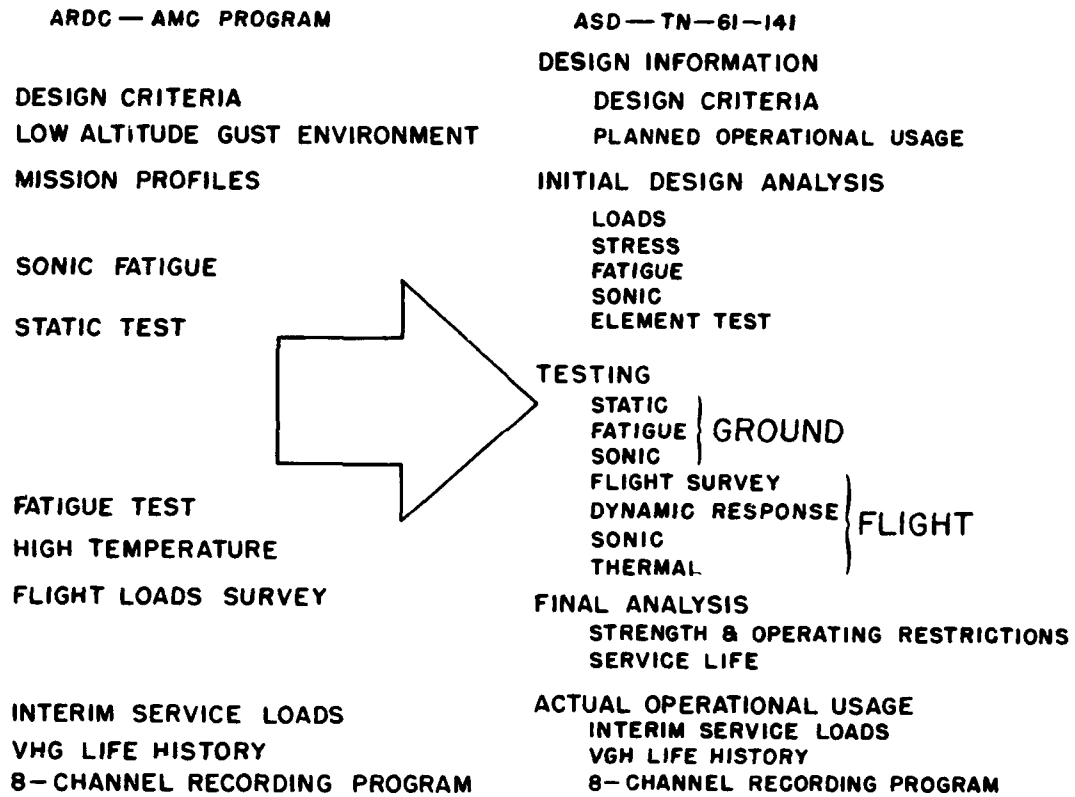 ARDC — AMC PROGRAM
DESIGN CRITERIA
LOW ALTITUDE GUST ENVIRONMENT
MISSION PROFILES
SONIC FATIGUE
STATIC TEST
FATIGUE TEST
HIGH TEMPERATURE
FLIGHT LOADS SURVEY
INTERIM SERVICE LOADS
VHG LIFE HISTORY
8-CHANNEL RECORDING PROGRAM
ASD — TN-61-141
DESIGN INFORMATION
DESIGN CRITERIA
PLANNED OPERATIONAL USAGE
INITIAL DESIGN ANALYSIS
LOADS
STRESS
FATIGUE
SONIC
ELEMENT TEST
TESTING
STATIC
FATIGUE
SONIC
GROUND
FLIGHT SURVEY
DYNAMIC RESPONSE
SONIC
THERMAL
FLIGHT
FINAL ANALYSIS
STRENGTH & OPERATING RESTRICTIONS
SERVICE LIFE
ACTUAL OPERATIONAL USAGE
INTERIM SERVICE LOADS
VGH LIFE HISTORY
8-CHANNEL RECORDING PROGRAM